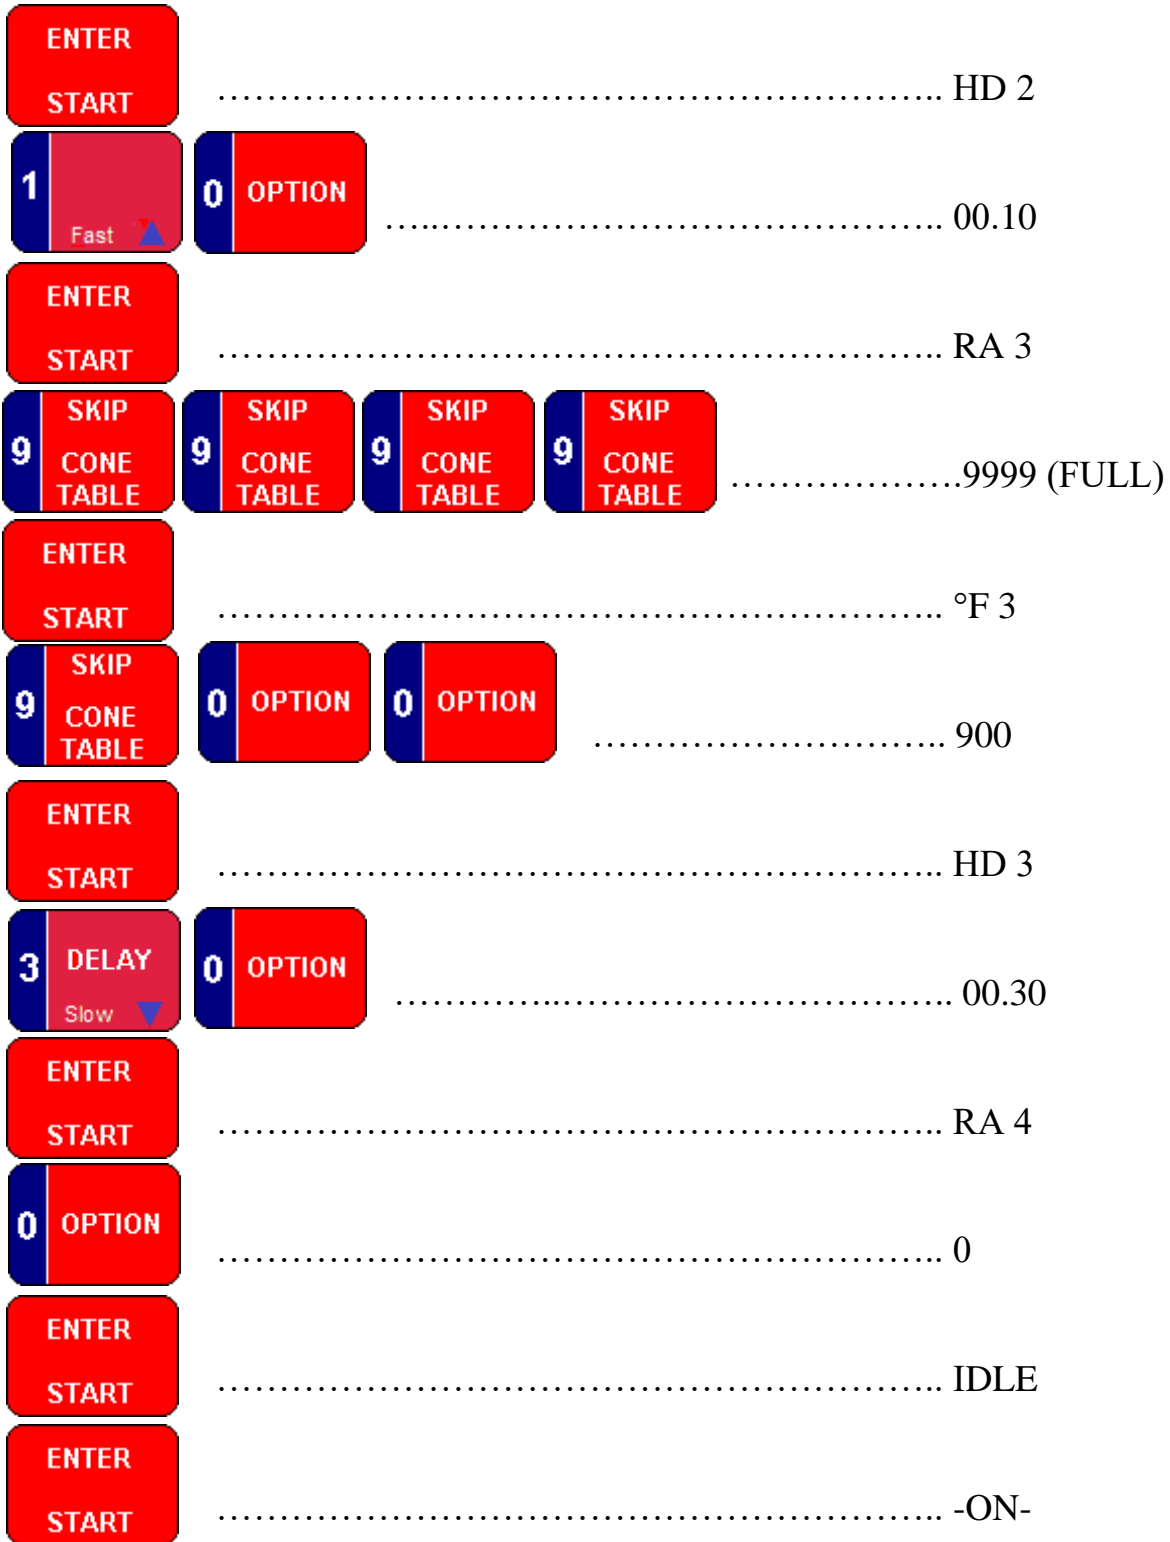 ENTER
START ……………………………………………………….. HD 2
1 Fast 0 OPTION …..…………………………………….. 00.10
ENTER
START ……………………………………………………….. RA 3
9 SKIP CONE TABLE 9 SKIP CONE TABLE 9 SKIP CONE TABLE 9 SKIP CONE TABLE ……………….9999 (FULL)
ENTER
START ……………………………………………………….. °F 3
9 SKIP CONE TABLE 0 OPTION 0 OPTION ………………………….. 900
ENTER
START ……………………………………………………….. HD 3
3 DELAY Slow 0 OPTION …………..…………………………….. 00.30
ENTER
START ……………………………………………………….. RA 4
0 OPTION ……………………………………………………….. 0
ENTER
START ……………………………………………………….. IDLE
ENTER
START ……………………………………………………….. -ON-